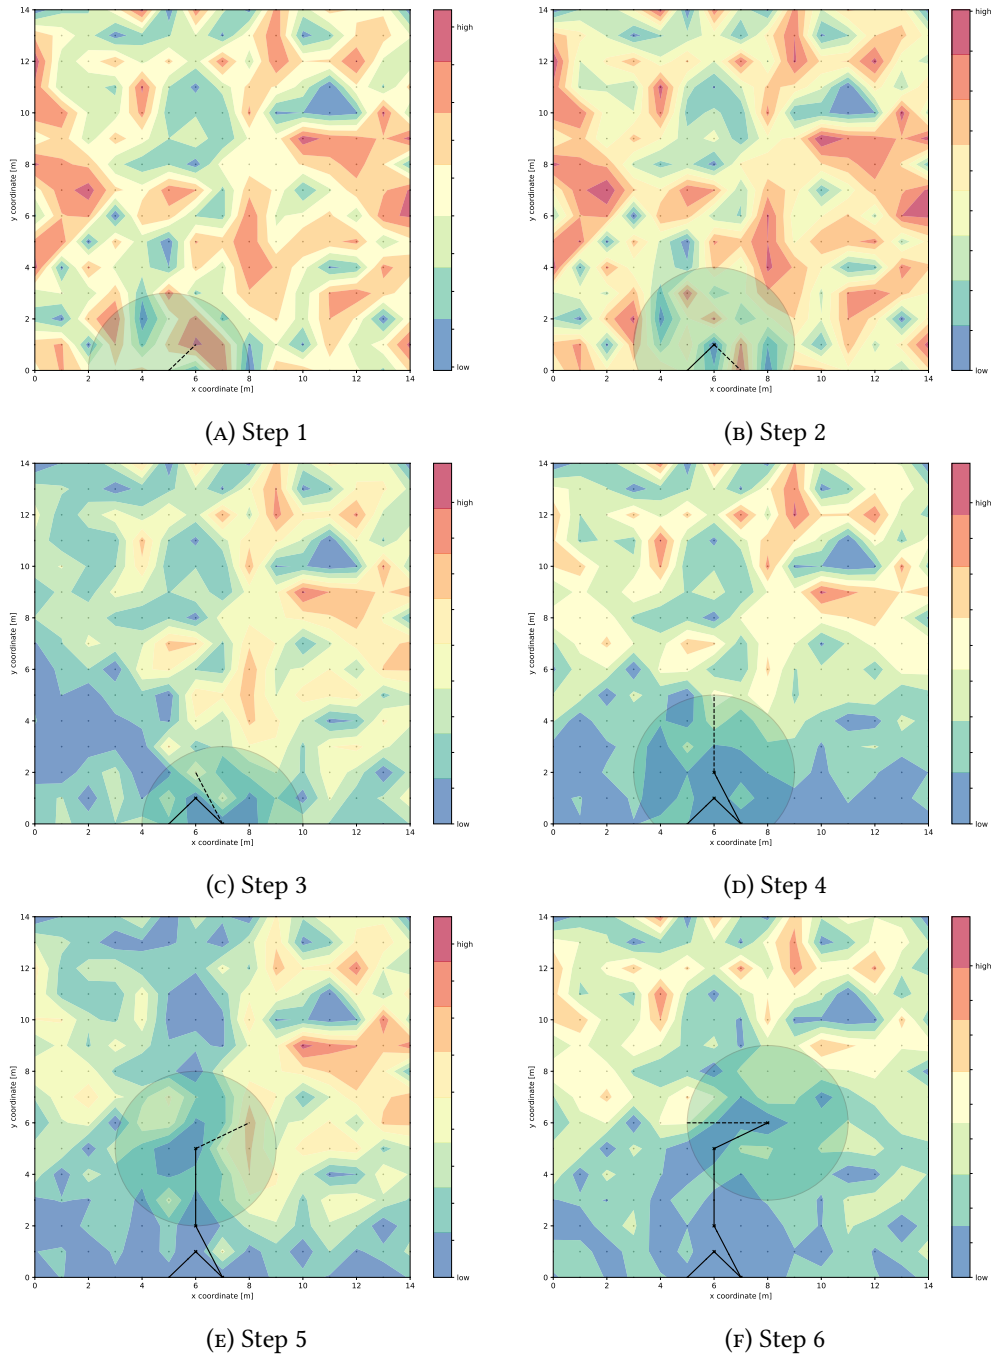 14
12
10
8
6
4
2
0
y coordinate [m]
0 2 4 6 8 10 12 14
x coordinate [m]
high
low
14
12
10
8
6
4
2
0
y coordinate [m]
0 2 4 6 8 10 12 14
x coordinate [m]
high
low
(A) Step 1
(B) Step 2
14
12
10
8
6
4
2
0
y coordinate [m]
0 2 4 6 8 10 12 14
x coordinate [m]
high
low
14
12
10
8
6
4
2
0
y coordinate [m]
0 2 4 6 8 10 12 14
x coordinate [m]
high
low
(C) Step 3
(D) Step 4
14
12
10
8
6
4
2
0
y coordinate [m]
0 2 4 6 8 10 12 14
x coordinate [m]
high
low
14
12
10
8
6
4
2
0
y coordinate [m]
0 2 4 6 8 10 12 14
x coordinate [m]
high
low
(E) Step 5
(F) Step 6